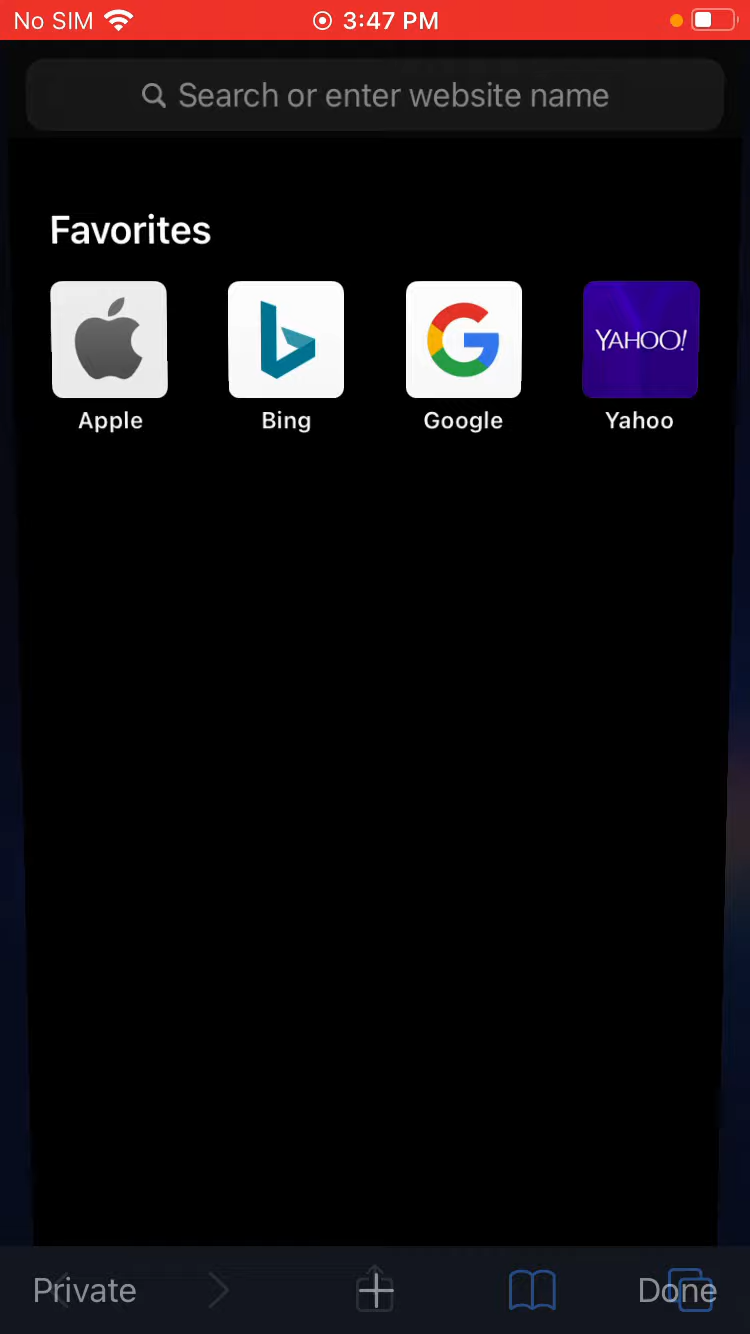 No SIM 3:47 PM
Search or enter website name
Favorites
YAHOO!
Apple Bing Google Yahoo
Private Done